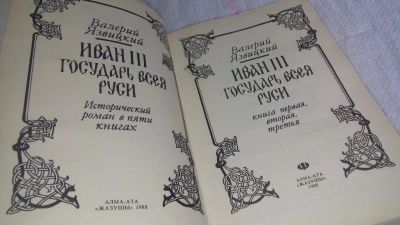 Валерий
Язвицкий
ИВАН III
ГОСУДАРЬ ВСЕЯ
РУСИ
Исторический
роман в пяти
книгах
АЛМА-АТА
«ЖАЗУШЫ» 1988
Валерий
Язвицкий
ИВАН III
ГОСУДАРЬ ВСЕЯ
РУСИ
книга первая,
вторая,
третья
АЛМА-АТА
«ЖАЗУШЫ»
1988